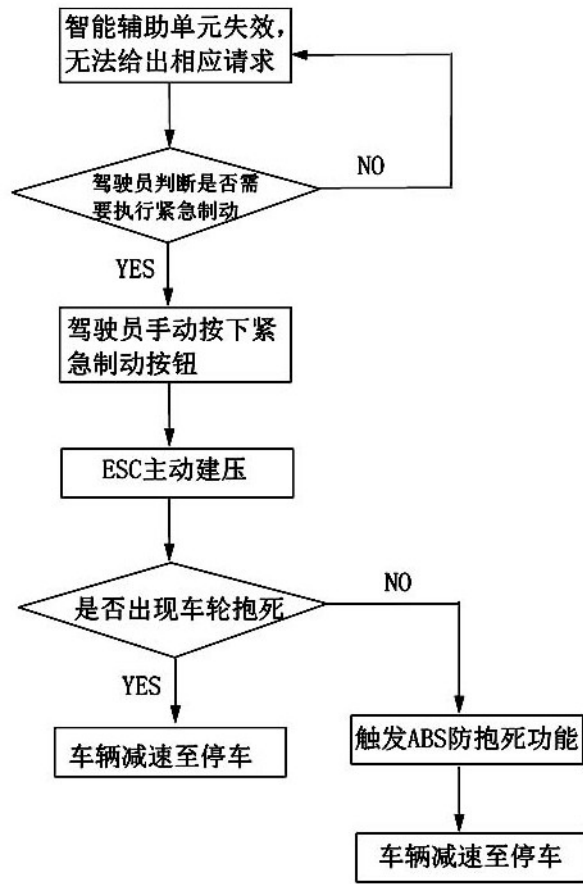 智能辅助单元失效，
无法给出相应请求
NO
驾驶员判断是否需
要执行紧急制动
YES
驾驶员手动按下紧
急制动按钮
ESC主动建压
NO
是否出现车轮抱死
YES
触发ABS防抱死功能
车辆减速至停车
车辆减速至停车